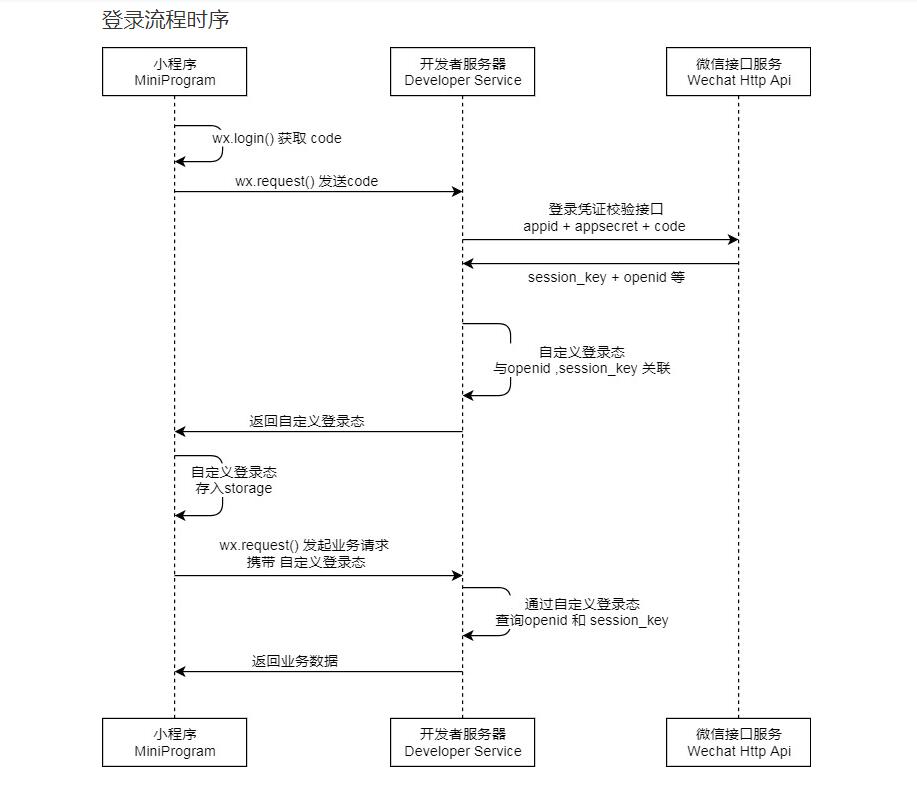 登录流程时序
小程序
MiniProgram
开发者服务器
Developer Service
微信接口服务
Wechat Http Api
wx.login() 获取 code
wx.request() 发送code
登录凭证校验接口
appid + appsecret + code
session_key + openid 等
自定义登录态
与openid ,session_key 关联
返回自定义登录态
自定义登录态
存入storage
wx.request() 发起业务请求
携带 自定义登录态
通过自定义登录态
查询openid 和 session_key
返回业务数据
小程序
MiniProgram
开发者服务器
Developer Service
微信接口服务
Wechat Http Api